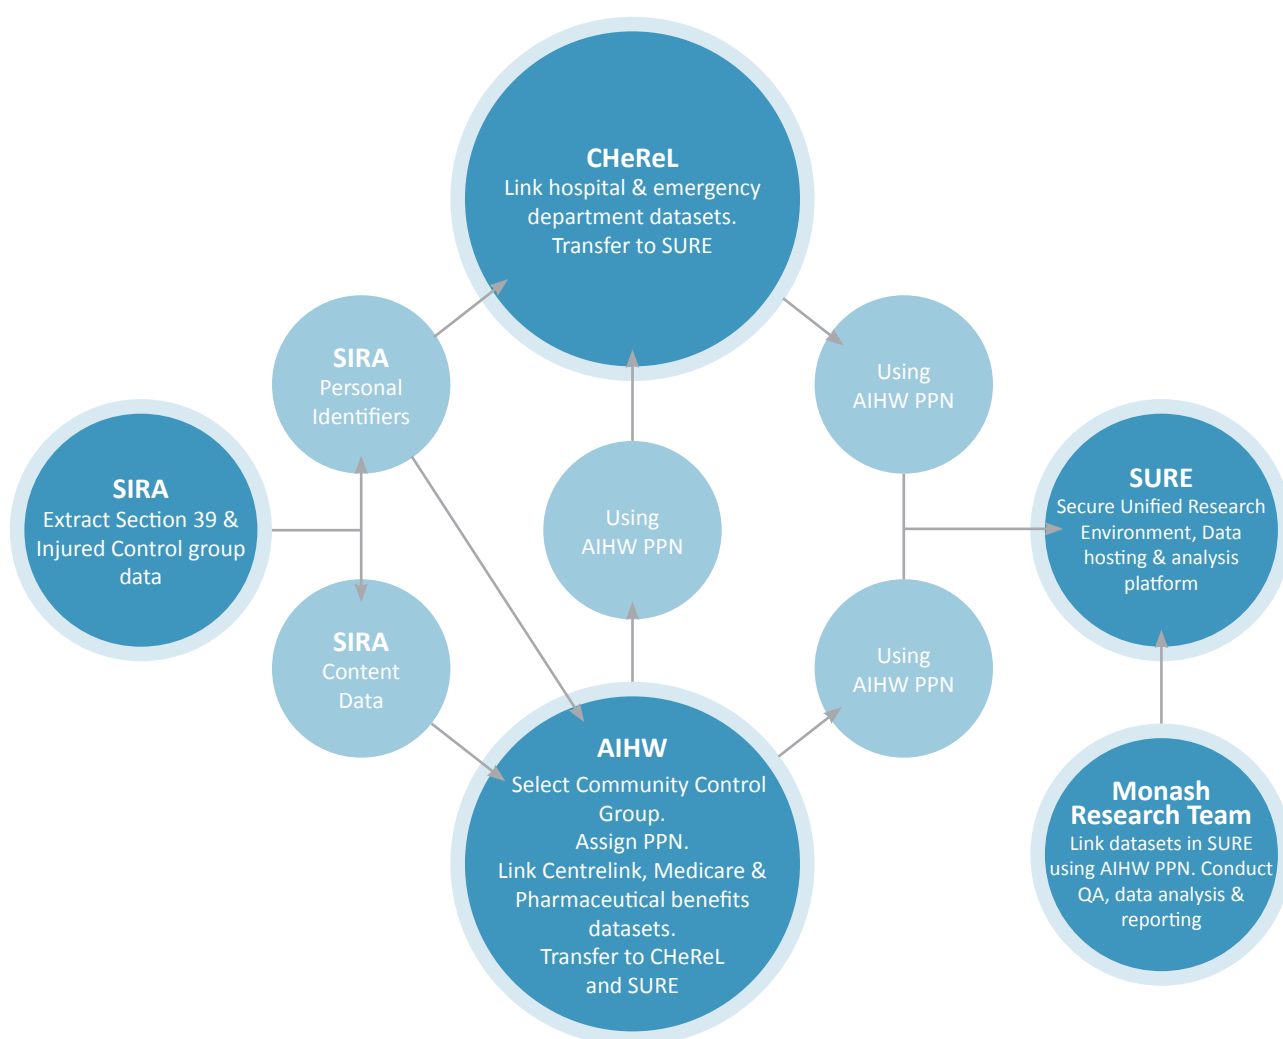 CHeReL
Link hospital & emergency
department datasets.
Transfer to SURE
SIRA
Personal
Identifiers
Using
AIHW PPN
SIRA
Extract Section 39 &
Injured Control group
data
Using
AIHW PPN
SURE
Secure Unified Research
Environment, Data
hosting & analysis
platform
SIRA
Content
Data
Using
AIHW PPN
AIHW
Select Community Control
Group.
Assign PPN.
Link Centrelink, Medicare &
Pharmaceutical benefits
datasets.
Transfer to CHeReL
and SURE
Monash
Research Team
Link datasets in SURE
using AIHW PPN. Conduct
QA, data analysis &
reporting